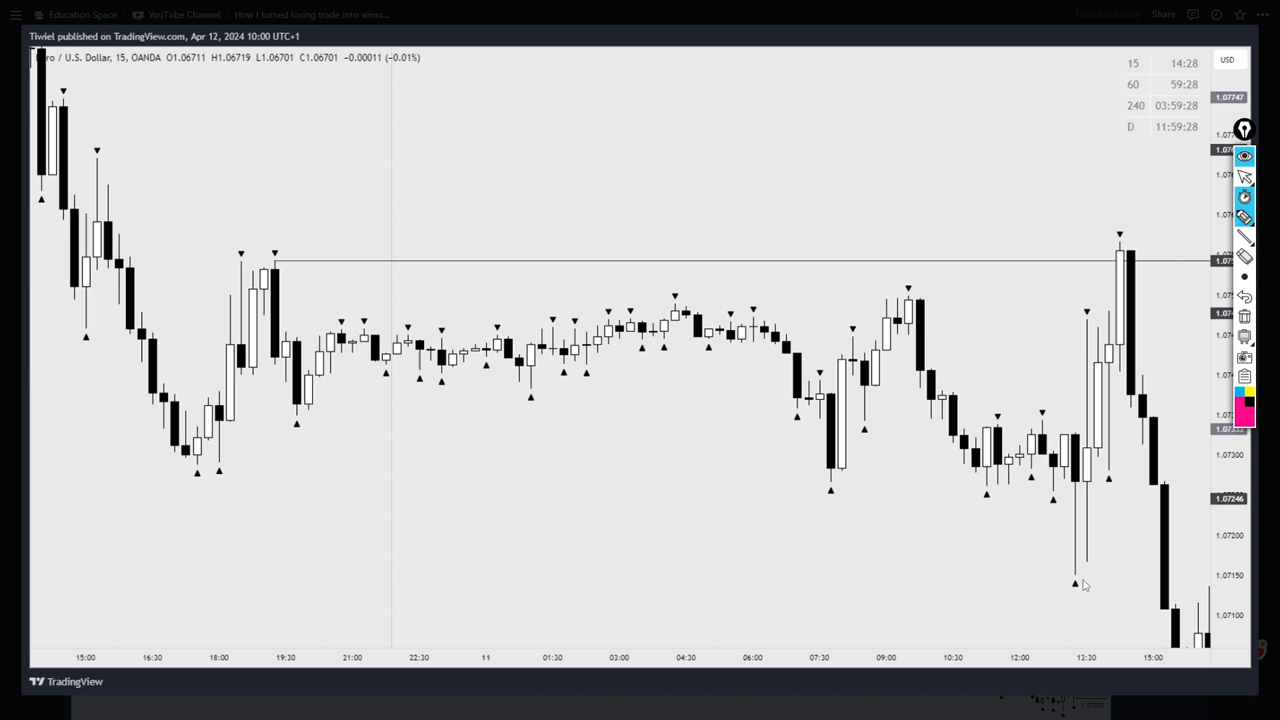 Education Space / YouTube Channel / How I turned losing trade into winni...
Edited just now Share
Tiwiel published on TradingView.com, Apr 12, 2024 10:00 UTC+1
ro / U.S. Dollar, 15, OANDA O1.06711 H1.06719 L1.06701 C1.06701 −0.00011 (−0.01%)
USD
15 14:28
60 59:28
240 03:59:28
D 11:59:28
1.07747
1.07300
1.07246
1.07200
1.07150
1.07100
15:00 16:30 18:00 19:30 21:00 22:30 11 01:30 03:00 04:30 06:00 07:30 09:00 10:30 12:00 13:30 15:00
TradingView